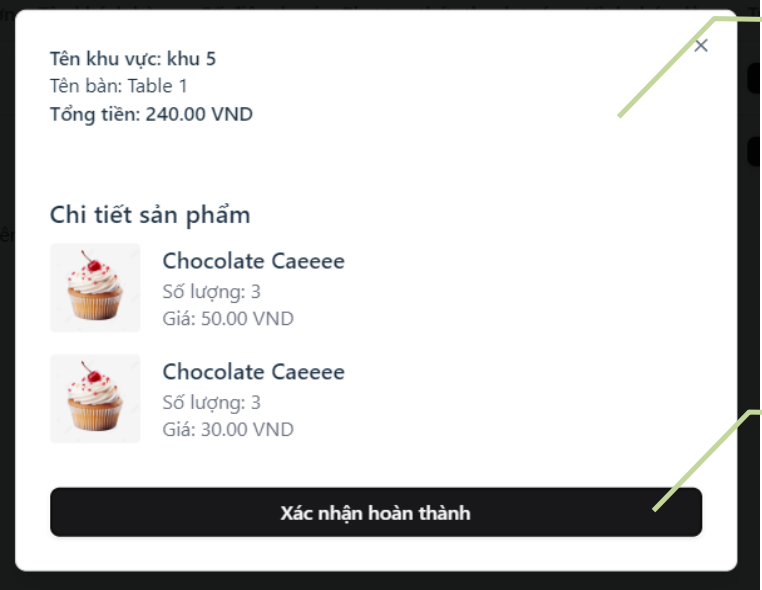 Tên khu vực: khu 5
Tên bàn: Table 1
Tổng tiền: 240.00 VND
Chi tiết sản phẩm
Chocolate Caeeee
Số lượng: 3
Giá: 50.00 VND
Chocolate Caeeee
Số lượng: 3
Giá: 30.00 VND
Xác nhận hoàn thành